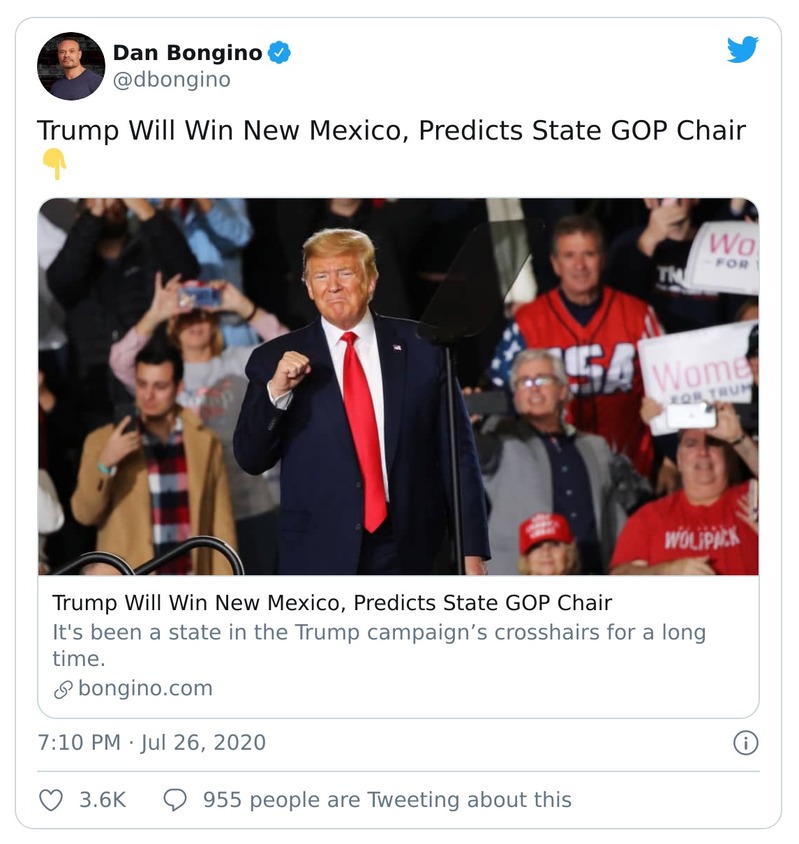 Dan Bongino
@dbongino
Trump Will Win New Mexico, Predicts State GOP Chair
👇
Wo
FOR
USA
Wome
FOR TRUM
WOLFPACK
Trump Will Win New Mexico, Predicts State GOP Chair
It's been a state in the Trump campaign’s crosshairs for a long
time.
bongino.com
7:10 PM · Jul 26, 2020
3.6K 955 people are Tweeting about this